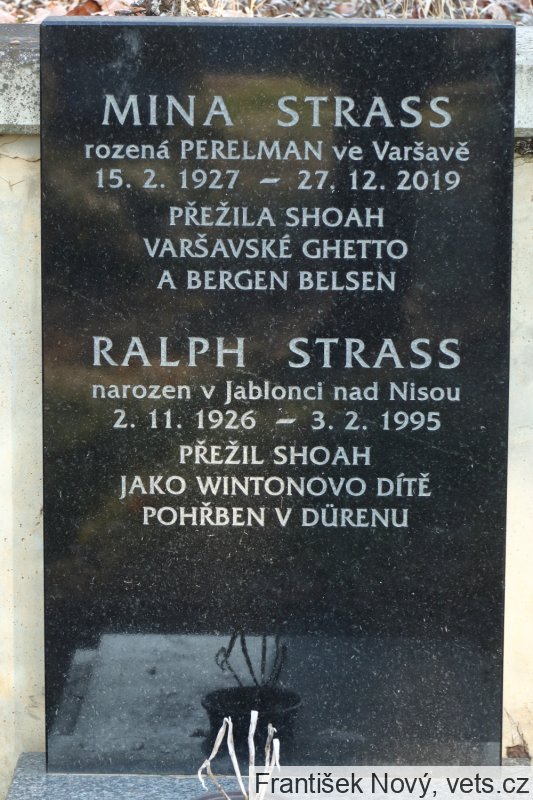 MINA STRASS
rozená PERELMAN ve Varšavě
15. 2. 1927 – 27. 12. 2019
PŘEŽILA SHOAH
VARŠAVSKÉ GHETTO
A BERGEN BELSEN
RALPH STRASS
narozen v Jablonci nad Nisou
2. 11. 1926 – 3. 2. 1995
PŘEŽIL SHOAH
JAKO WINTONOVO DÍTĚ
POHŘBEN V DÜRENU
František Nový, vets.cz